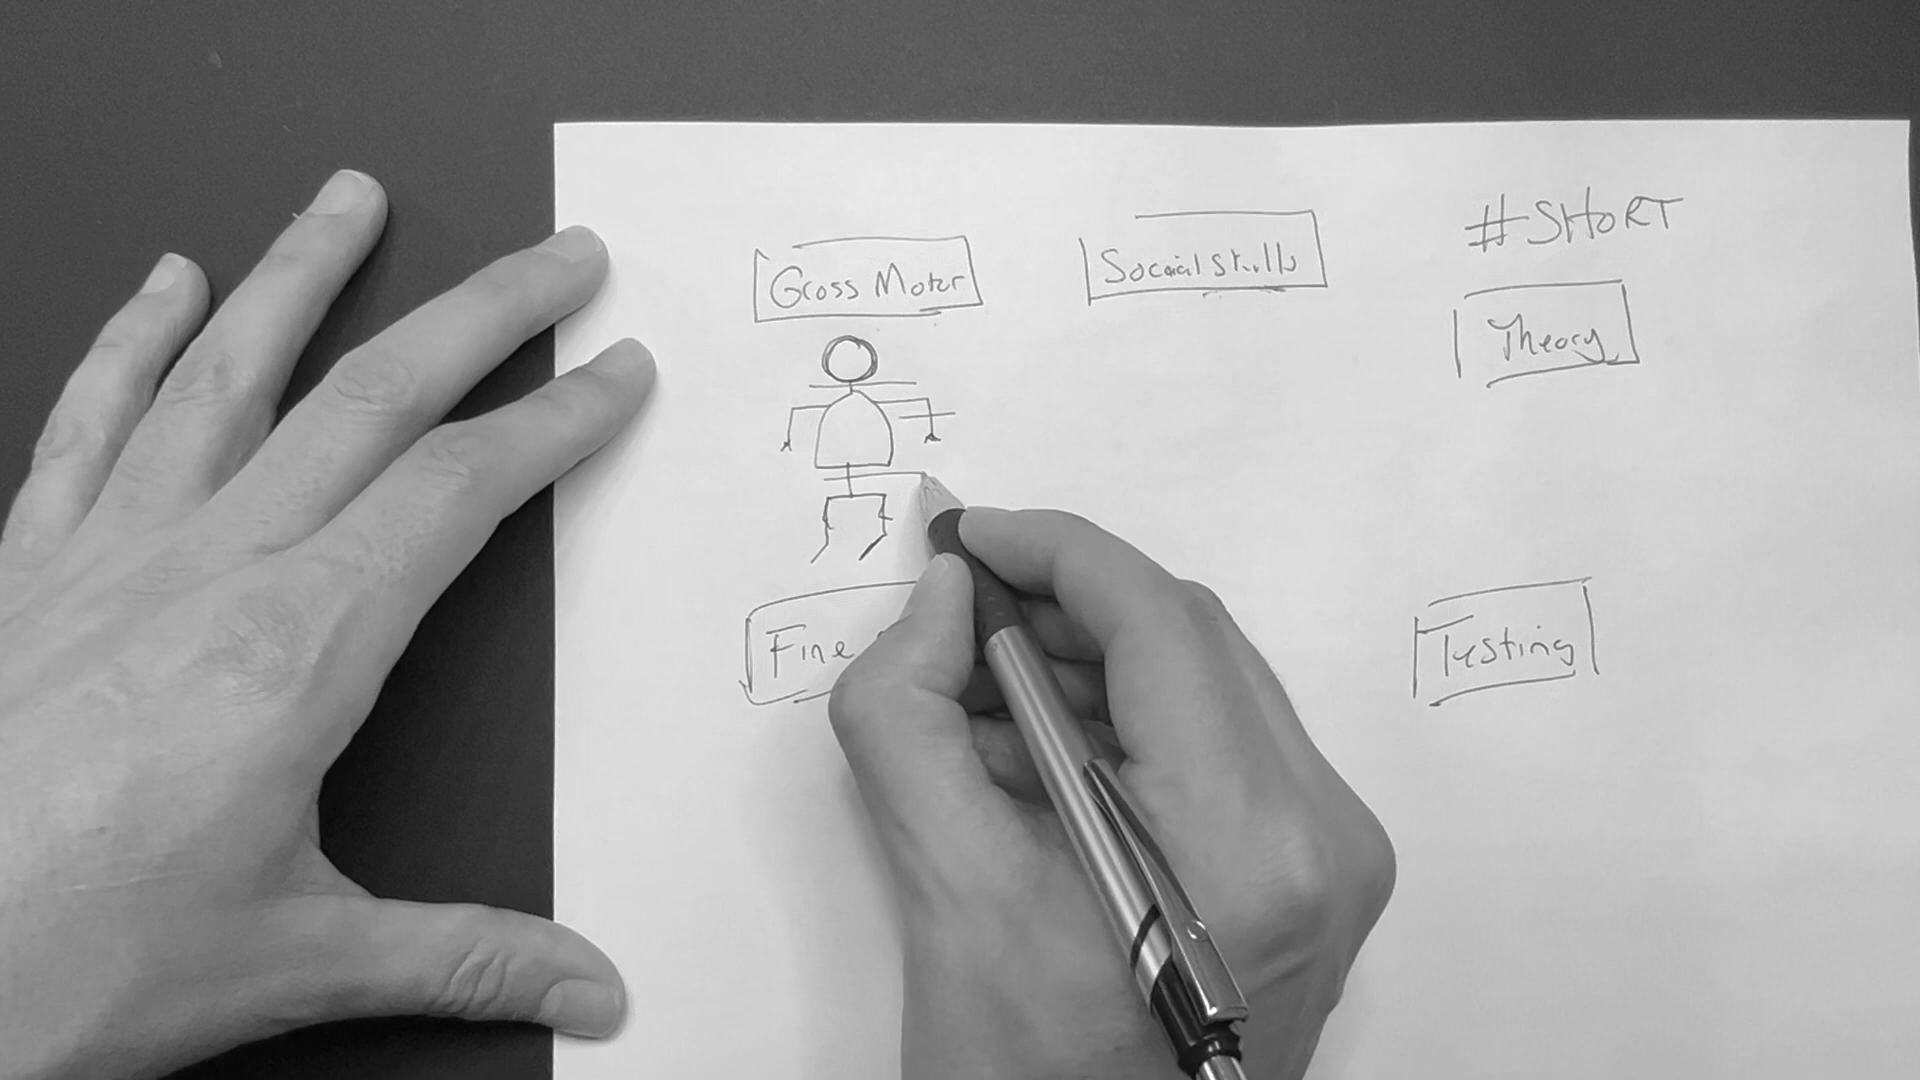 Gross Motor
Social Skills
#SHORT
Theory
Fine
Testing